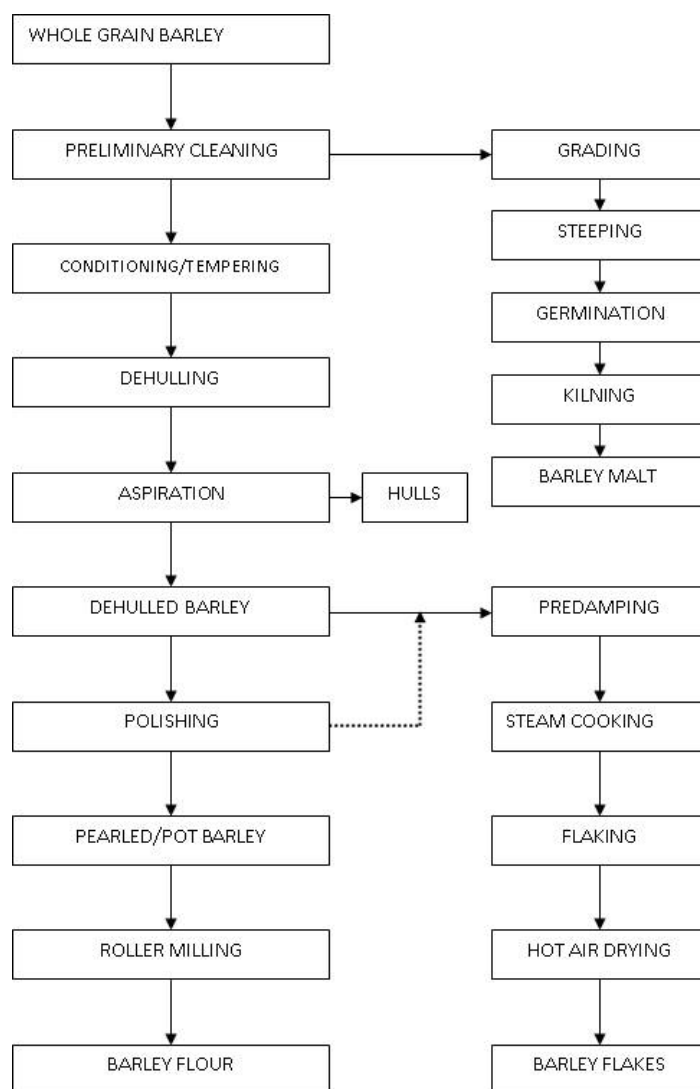 WHOLE GRAIN BARLEY
PRELIMINARY CLEANING
GRADING
STEEPING
CONDITIONING/TEMPERING
GERMINATION
DEHULLING
KILNING
ASPIRATION
HULLS
BARLEY MALT
DEHULLED BARLEY
PREDAMPING
POLISHING
STEAM COOKING
PEARLED/POT BARLEY
FLAKING
ROLLER MILLING
HOT AIR DRYING
BARLEY FLOUR
BARLEY FLAKES